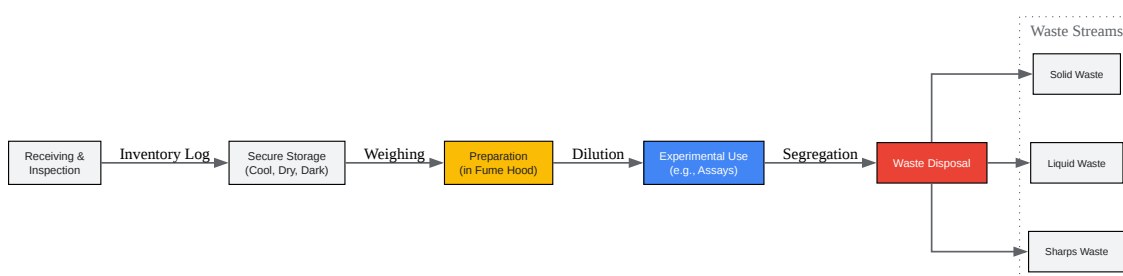 Waste Streams
Solid Waste
Receiving &
Inspection
Inventory Log
Secure Storage
(Cool, Dry, Dark)
Weighing
Preparation
(in Fume Hood)
Dilution
Experimental Use
(e.g., Assays)
Segregation
Waste Disposal
Liquid Waste
Sharps Waste